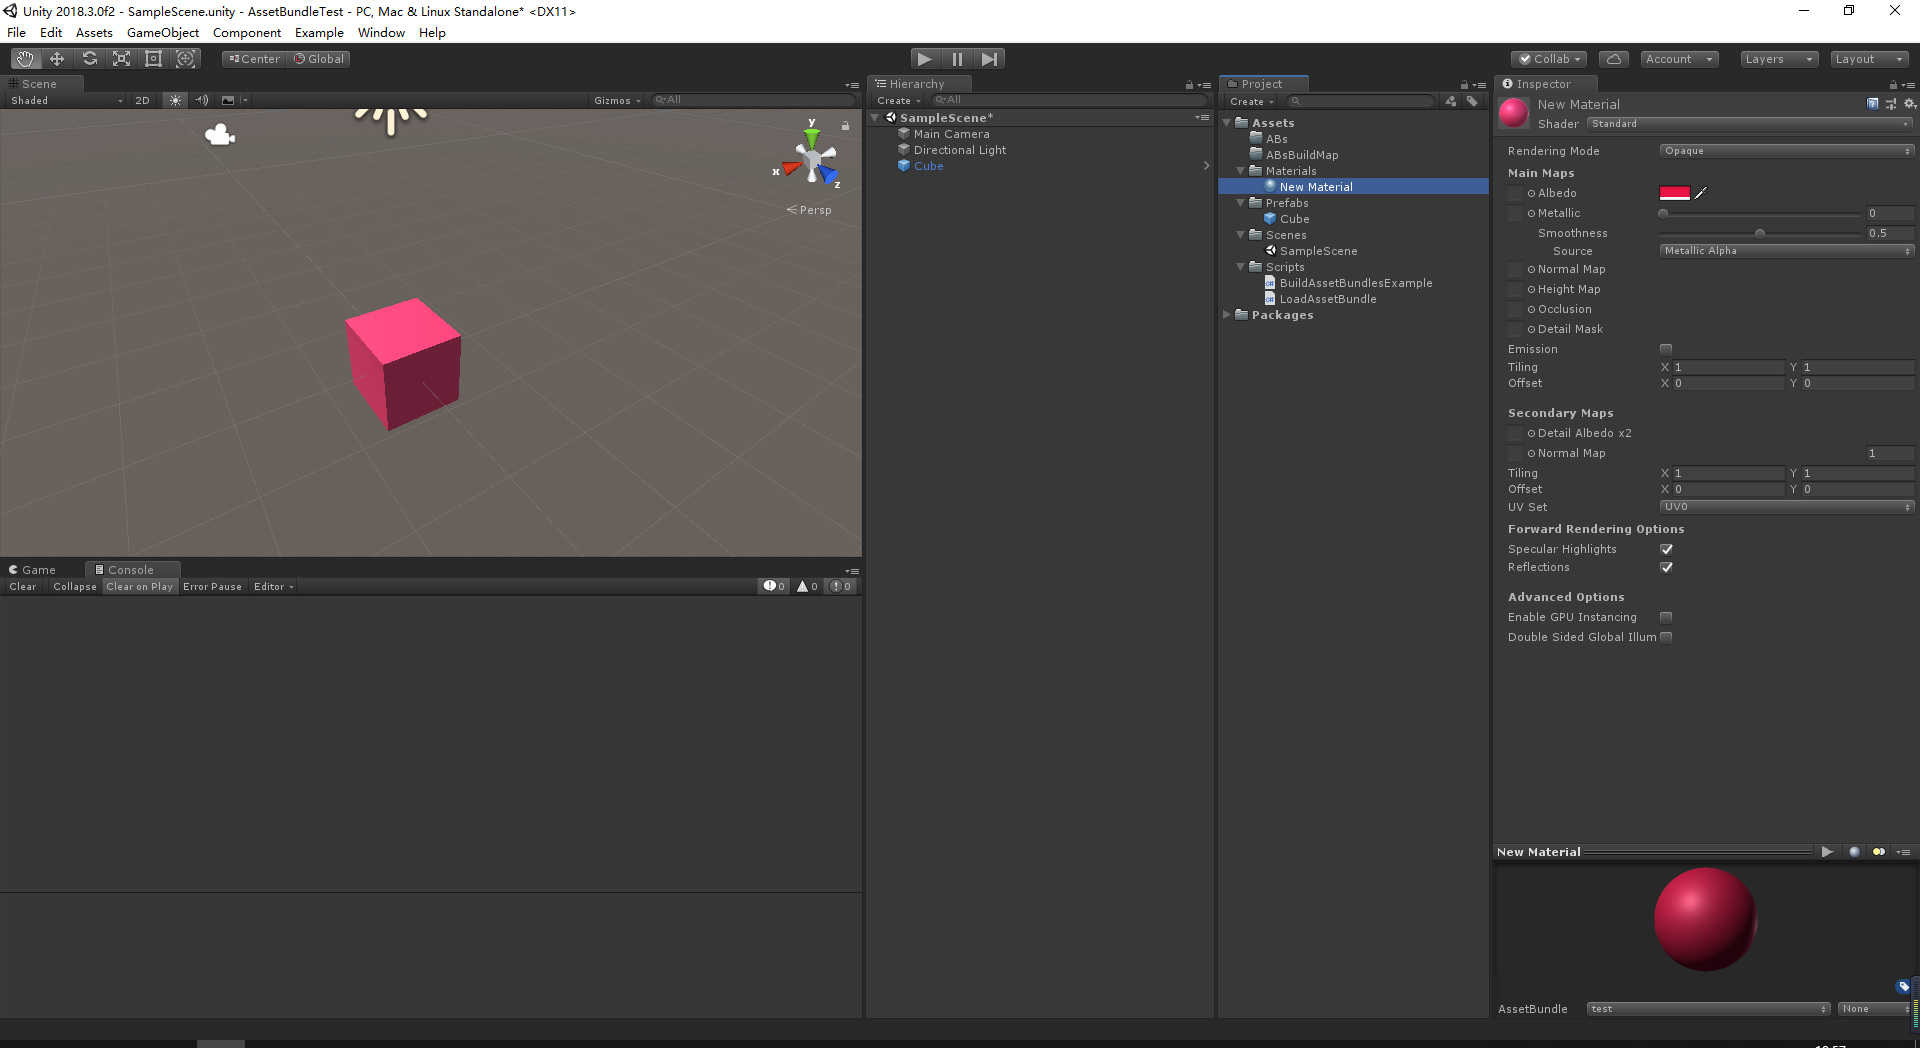 Unity 2018.3.0f2 - SampleScene.unity - AssetBundleTest - PC, Mac & Linux Standalone* <DX11>
File Edit Assets GameObject Component Example Window Help
Center Global Collab Account Layers Layout
Scene
Shaded 2D Gizmos All
y
x
z
Persp
Game Console
Clear Collapse Clear on Play Error Pause Editor 0 0 0
Hierarchy
Create All
SampleScene*
Main Camera
Directional Light
Cube
Project
Create
Assets
ABs
ABsBuildMap
Materials
New Material
Prefabs
Cube
Scenes
SampleScene
Scripts
BuildAssetBundlesExample
LoadAssetBundle
Packages
Inspector
New Material
Shader Standard
Rendering Mode Opaque
Main Maps
Albedo
Metallic 0
Smoothness 0.5
Source Metallic Alpha
Normal Map
Height Map
Occlusion
Detail Mask
Emission
Tiling X 1 Y 1
Offset X 0 Y 0
Secondary Maps
Detail Albedo x2
Normal Map 1
Tiling X 1 Y 1
Offset X 0 Y 0
UV Set UV0
Forward Rendering Options
Specular Highlights
Reflections
Advanced Options
Enable GPU Instancing
Double Sided Global Illum
New Material
AssetBundle test None